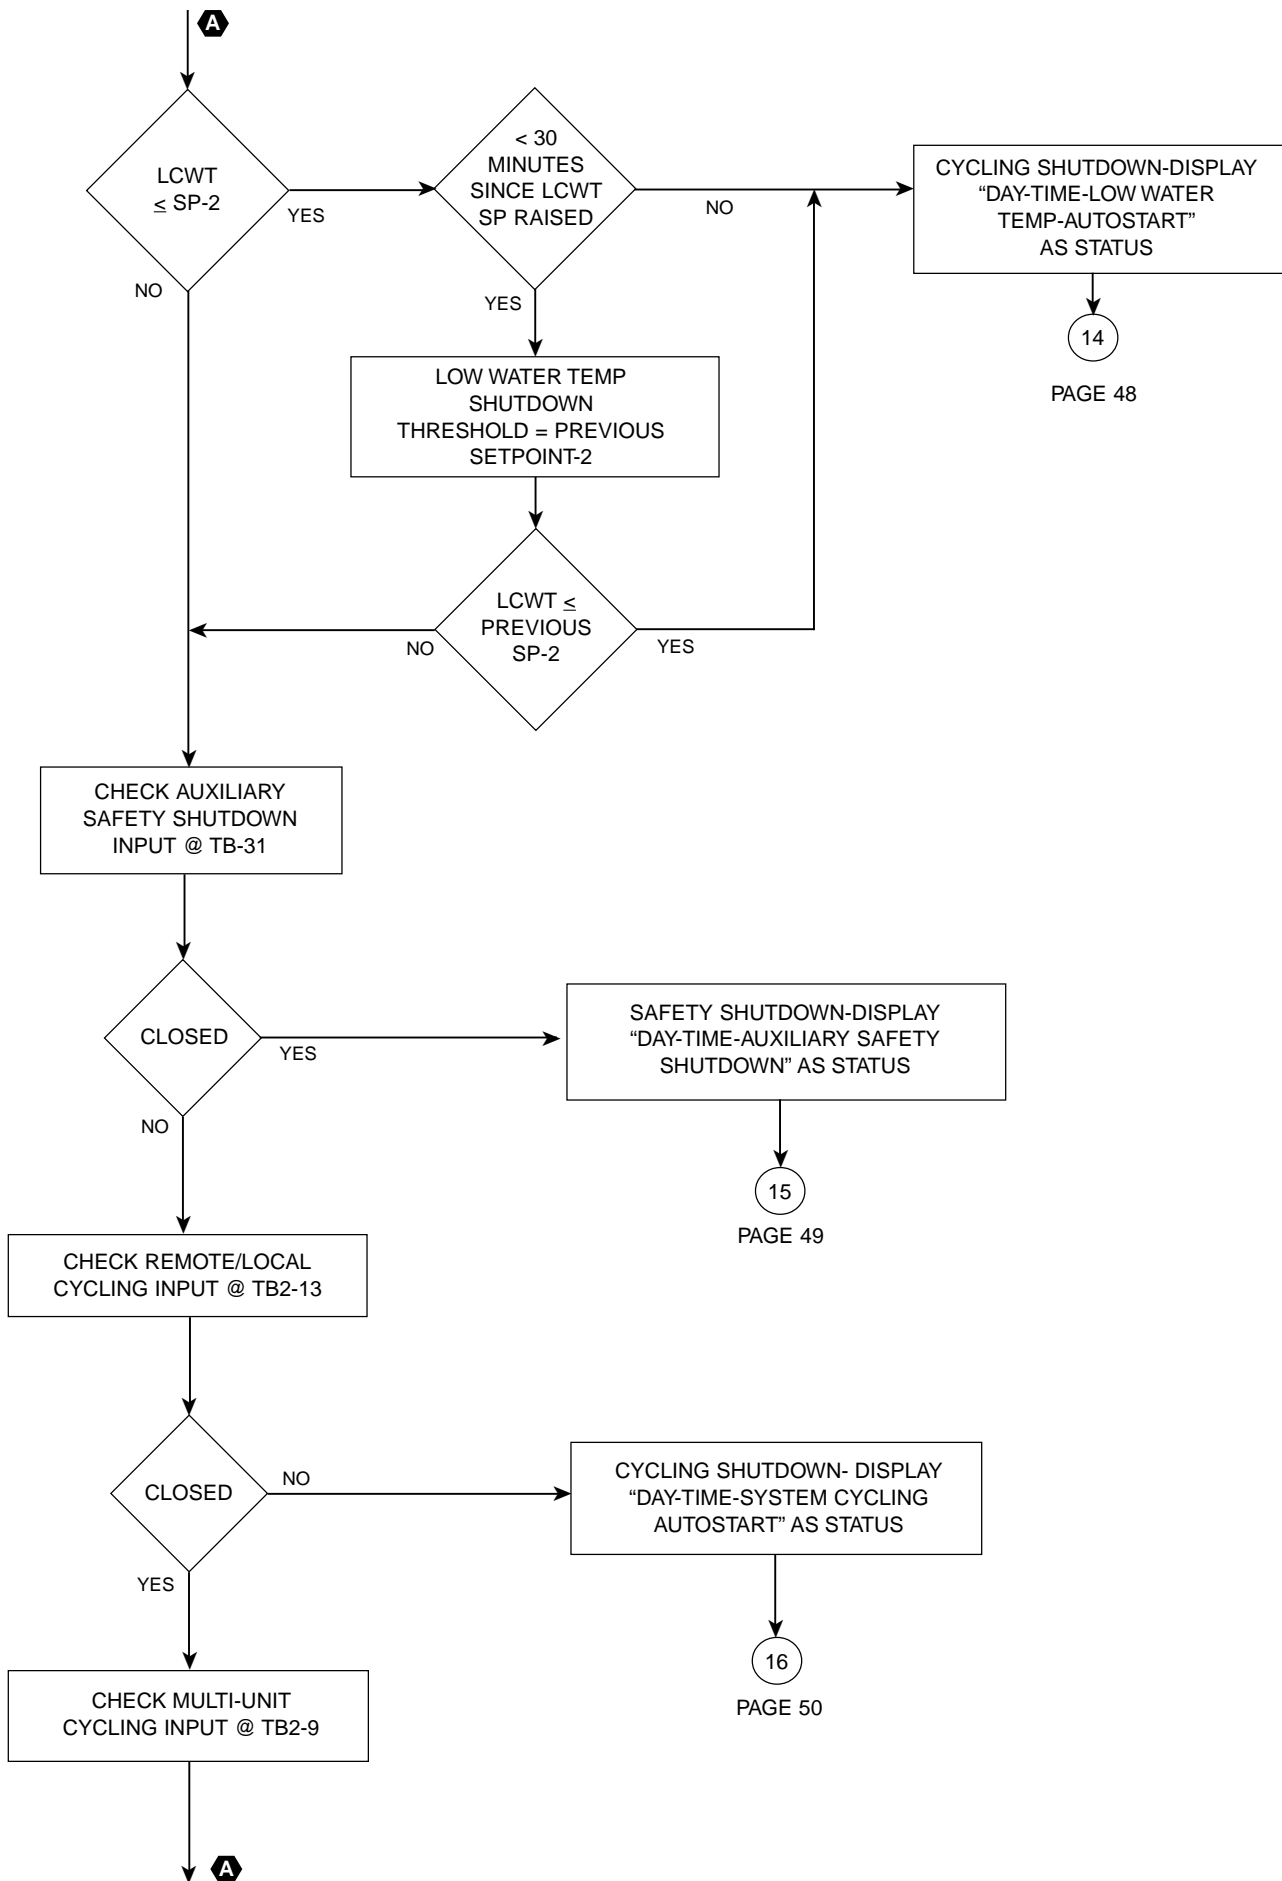 A
LCWT
≤ SP-2
YES
NO
< 30
MINUTES
SINCE LCWT
SP RAISED
NO
YES
CYCLING SHUTDOWN-DISPLAY
“DAY-TIME-LOW WATER
TEMP-AUTOSTART”
AS STATUS
14
PAGE 48
LOW WATER TEMP
SHUTDOWN
THRESHOLD = PREVIOUS
SETPOINT-2
LCWT ≤
PREVIOUS
SP-2
NO
YES
CHECK AUXILIARY
SAFETY SHUTDOWN
INPUT @ TB-31
CLOSED
YES
NO
SAFETY SHUTDOWN-DISPLAY
“DAY-TIME-AUXILIARY SAFETY
SHUTDOWN” AS STATUS
15
PAGE 49
CHECK REMOTE/LOCAL
CYCLING INPUT @ TB2-13
CLOSED
NO
YES
CYCLING SHUTDOWN- DISPLAY
“DAY-TIME-SYSTEM CYCLING
AUTOSTART” AS STATUS
16
PAGE 50
CHECK MULTI-UNIT
CYCLING INPUT @ TB2-9
A